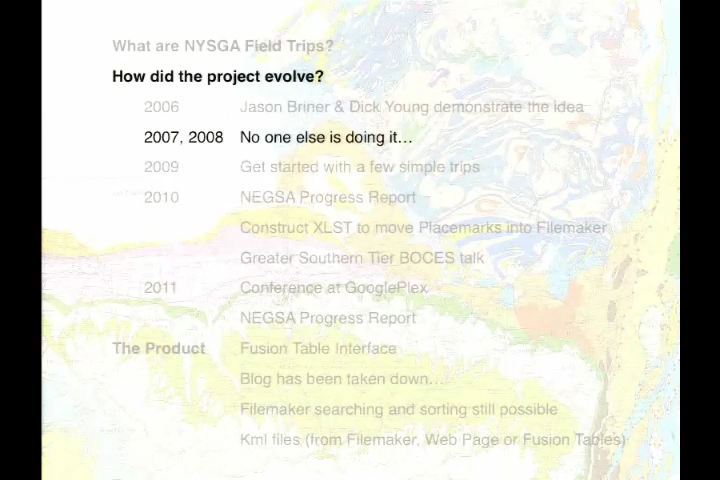 What are NYSGA Field Trips?
How did the project evolve?
2006 Jason Briner & Dick Young demonstrate the idea
2007, 2008 No one else is doing it…
2009 Get started with a few simple trips
2010 NEGSA Progress Report
Construct XLST to move Placemarks into Filemaker
Greater Southern Tier BOCES talk
2011 Conference at GooglePlex
NEGSA Progress Report
The Product Fusion Table Interface
Blog has been taken down…
Filemaker searching and sorting still possible
Kml files (from Filemaker, Web Page or Fusion Tables)